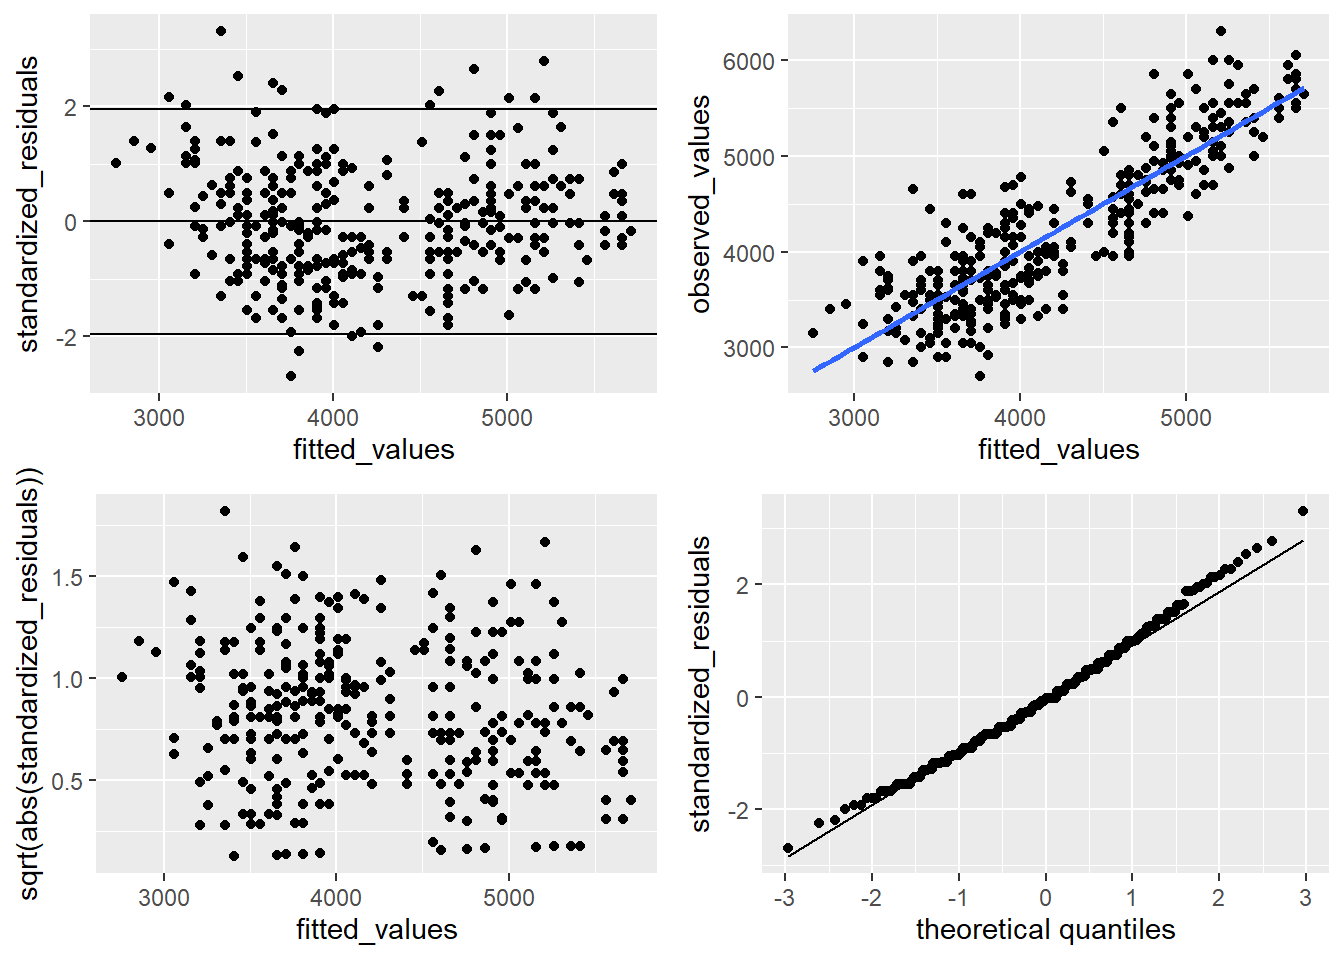 standardized_residuals
2
0
-2
3000 4000 5000
fitted_values
observed_values
6000
5000
4000
3000
3000 4000 5000
fitted_values
sqrt(abs(standardized_residuals))
1.5
1.0
0.5
3000 4000 5000
fitted_values
standardized_residuals
2
0
-2
-3 -2 -1 0 1 2 3
theoretical quantiles